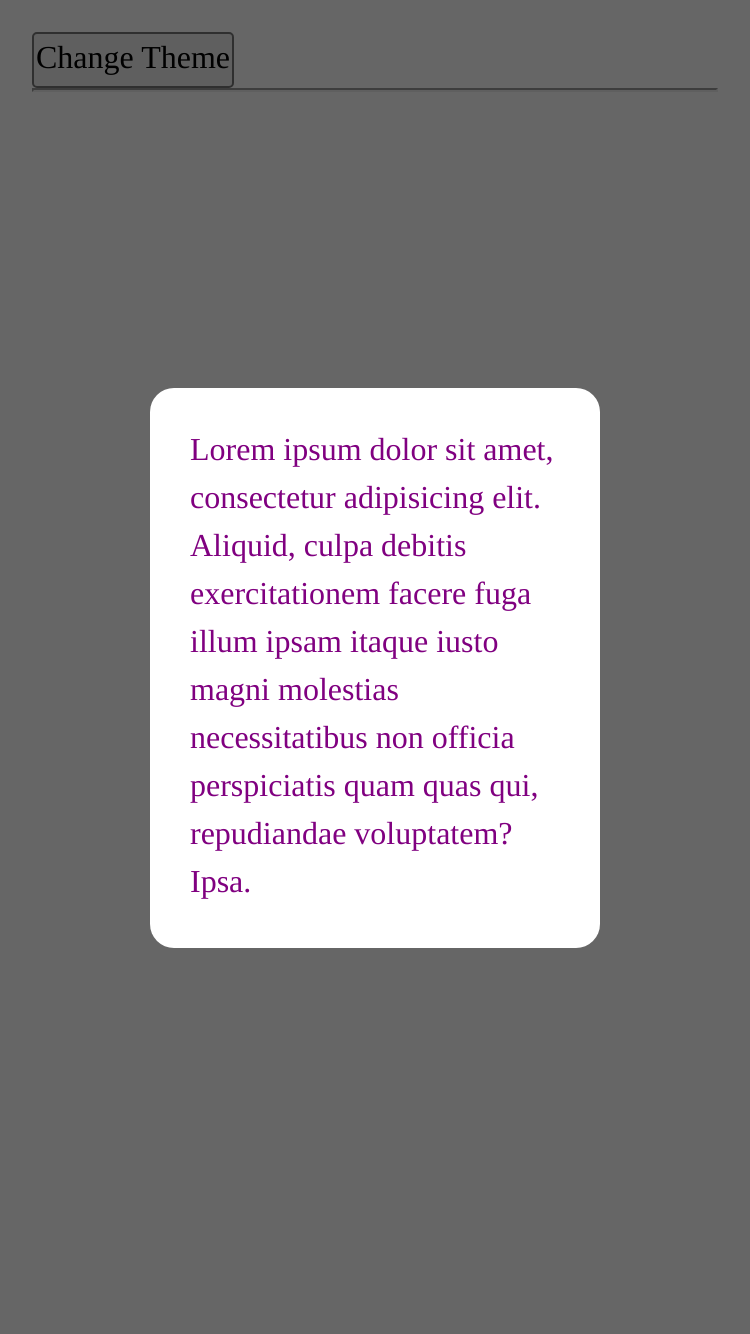 Change Theme
Lorem ipsum dolor sit amet,
consectetur adipisicing elit.
Aliquid, culpa debitis
exercitationem facere fuga
illum ipsam itaque iusto
magni molestias
necessitatibus non officia
perspiciatis quam quas qui,
repudiandae voluptatem?
Ipsa.